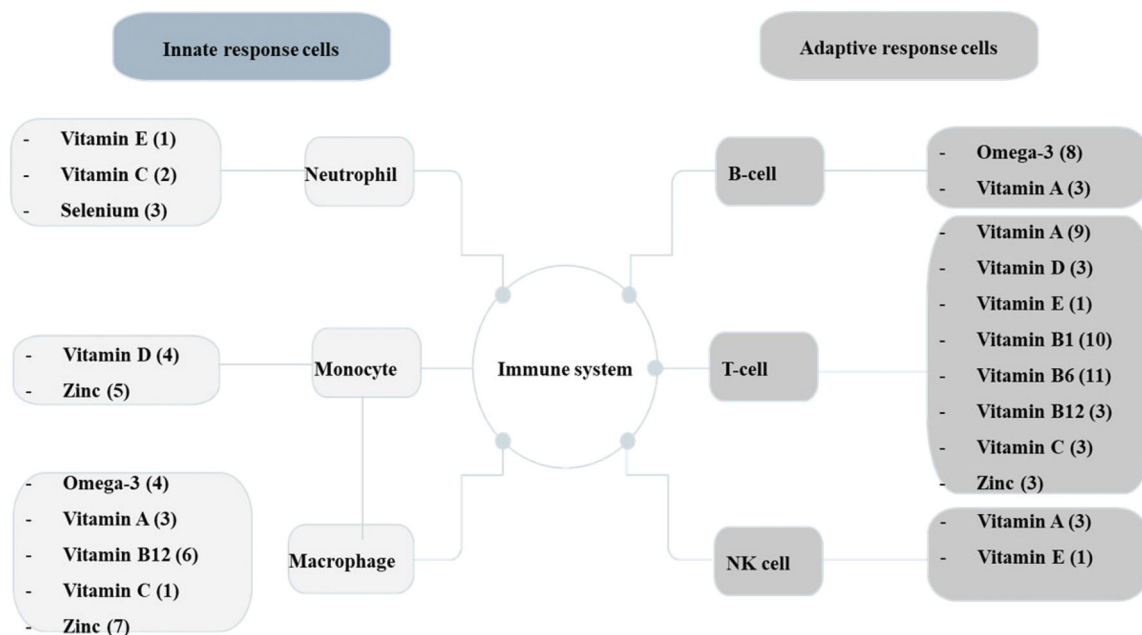 Innate response cells
Adaptive response cells
- Vitamin E (1)
- Vitamin C (2)
- Selenium (3)
Neutrophil
- Vitamin D (4)
- Zinc (5)
Monocyte
- Omega-3 (4)
- Vitamin A (3)
- Vitamin B12 (6)
- Vitamin C (1)
- Zinc (7)
Macrophage
Immune system
B-cell
- Omega-3 (8)
- Vitamin A (3)
T-cell
- Vitamin A (9)
- Vitamin D (3)
- Vitamin E (1)
- Vitamin B1 (10)
- Vitamin B6 (11)
- Vitamin B12 (3)
- Vitamin C (3)
- Zinc (3)
NK cell
- Vitamin A (3)
- Vitamin E (1)